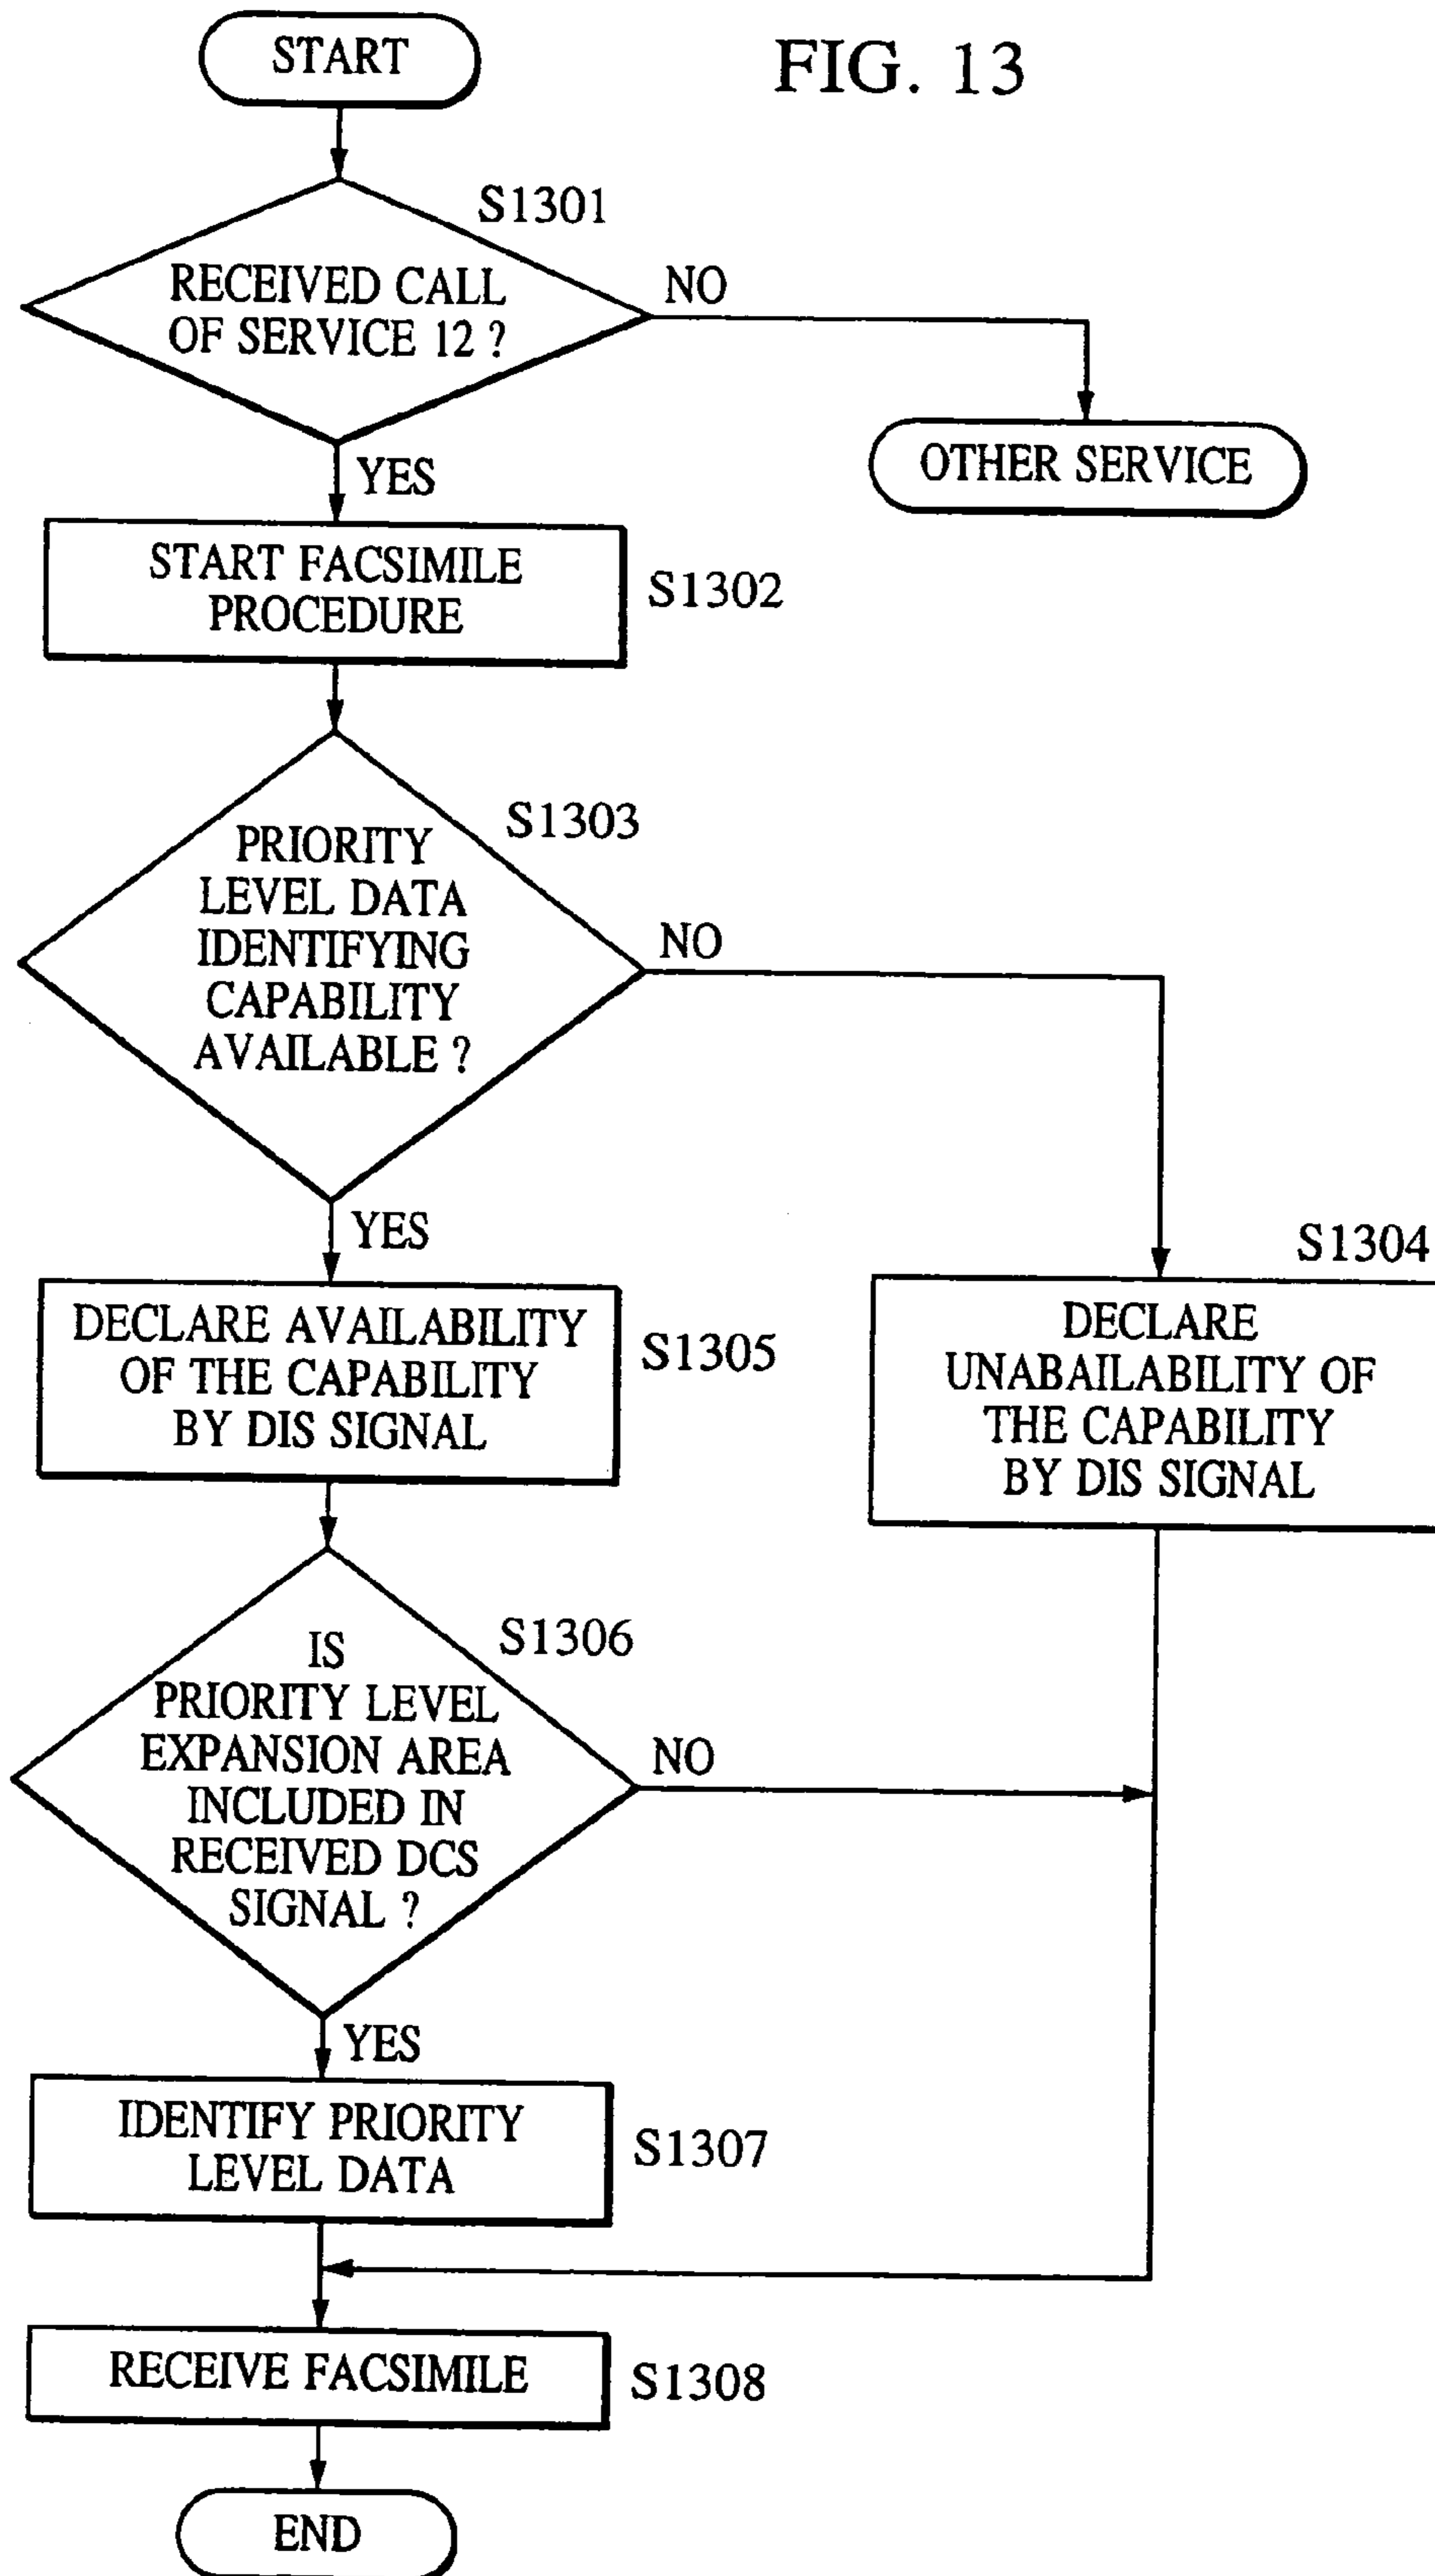 START
FIG. 13
S1301
RECEIVED CALL
OF SERVICE 12 ?
NO
OTHER SERVICE
YES
START FACSIMILE
PROCEDURE
S1302
S1303
PRIORITY
LEVEL DATA
IDENTIFYING
CAPABILITY
AVAILABLE ?
NO
YES
S1304
DECLARE
UNABAILABILITY OF
THE CAPABILITY
BY DIS SIGNAL
DECLARE AVAILABILITY
OF THE CAPABILITY
BY DIS SIGNAL
S1305
S1306
IS
PRIORITY LEVEL
EXPANSION AREA
INCLUDED IN
RECEIVED DCS
SIGNAL ?
NO
YES
IDENTIFY PRIORITY
LEVEL DATA
S1307
RECEIVE FACSIMILE
S1308
END